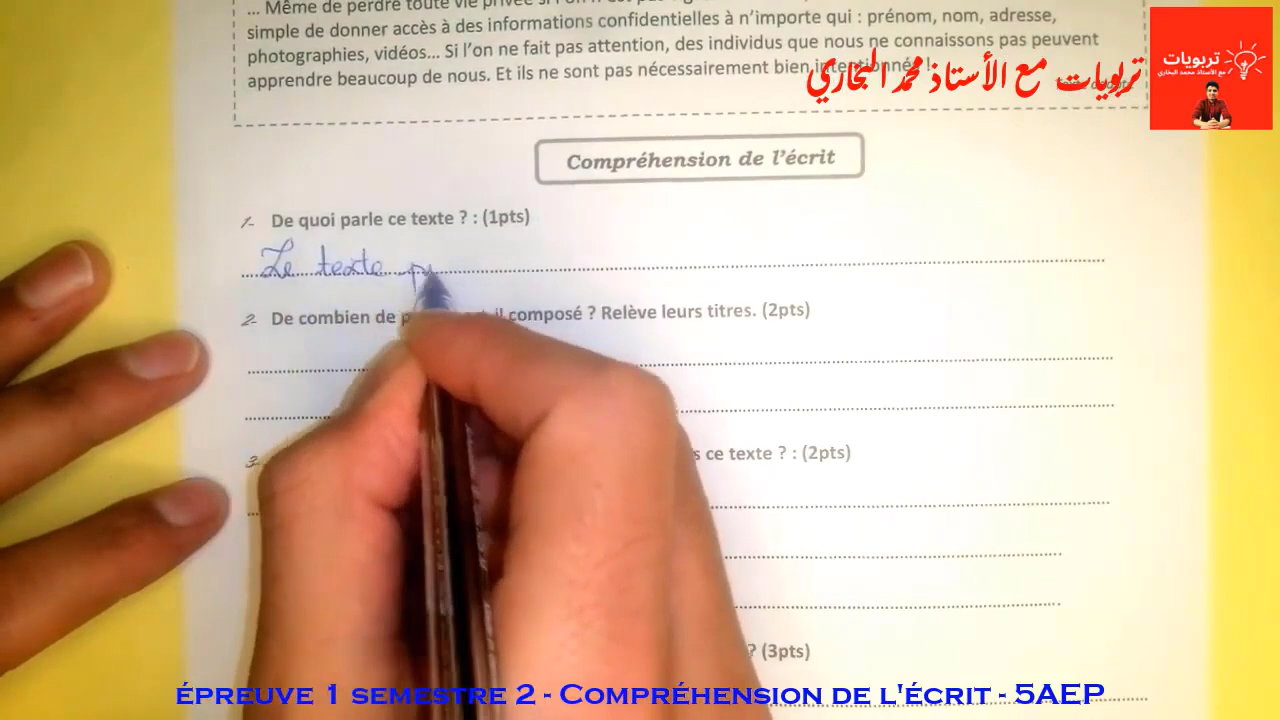 ... Même de perdre toute vie privée si l'on n'est pas
simple de donner accès à des informations confidentielles à n'importe qui : prénom, nom, adresse,
photographies, vidéos... Si l'on ne fait pas attention, des individus que nous ne connaissons pas peuvent
apprendre beaucoup de nous. Et ils ne sont pas nécessairement bien intentionnés !
تربويات مع الأستاذ محمد البخاري
تربويات
مع الأستاذ محمد البخاري
Compréhension de l'écrit
1- De quoi parle ce texte ? : (1pts)
Le texte p
2- De combien de il composé ? Relève leurs titres. (2pts)
3- ce texte ? : (2pts)
? (3pts)
épreuve 1 semestre 2 - Compréhension de l'écrit - 5AEP